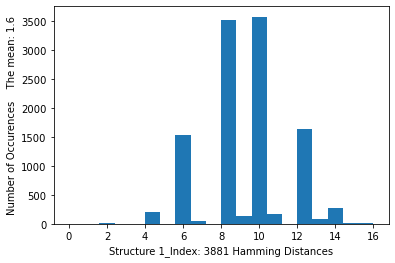 3500
3000
2500
2000
1500
1000
500
0
Number of Occurences    The mean: 1.6
0 2 4 6 8 10 12 14 16
Structure 1_Index: 3881 Hamming Distances